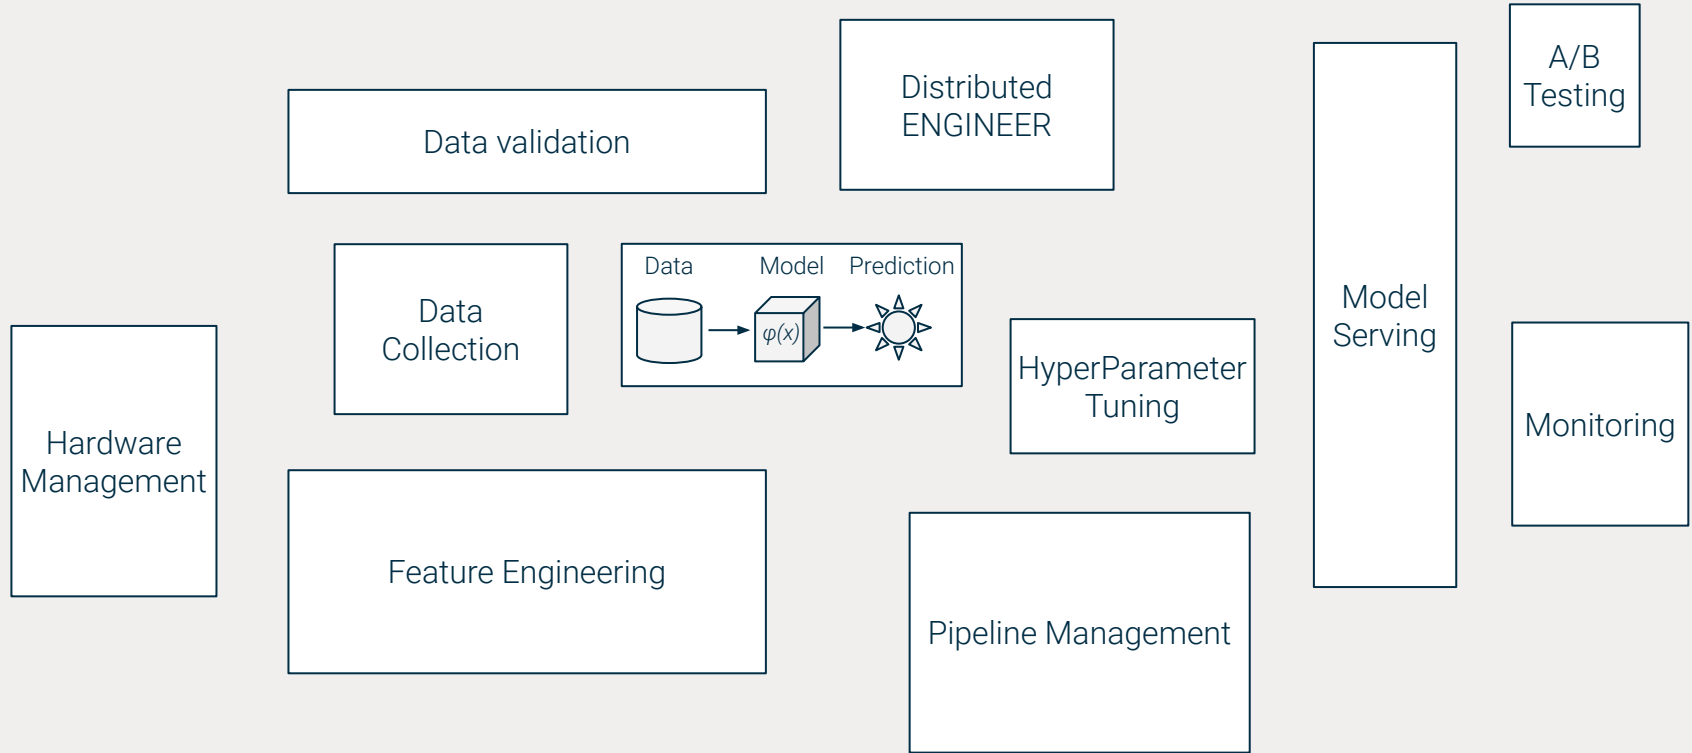 A/B
Testing
Distributed
ENGINEER
Data validation
Data Model Prediction
φ(x)
Data
Collection
Model
Serving
HyperParameter
Tuning
Hardware
Management
Monitoring
Feature Engineering
Pipeline Management